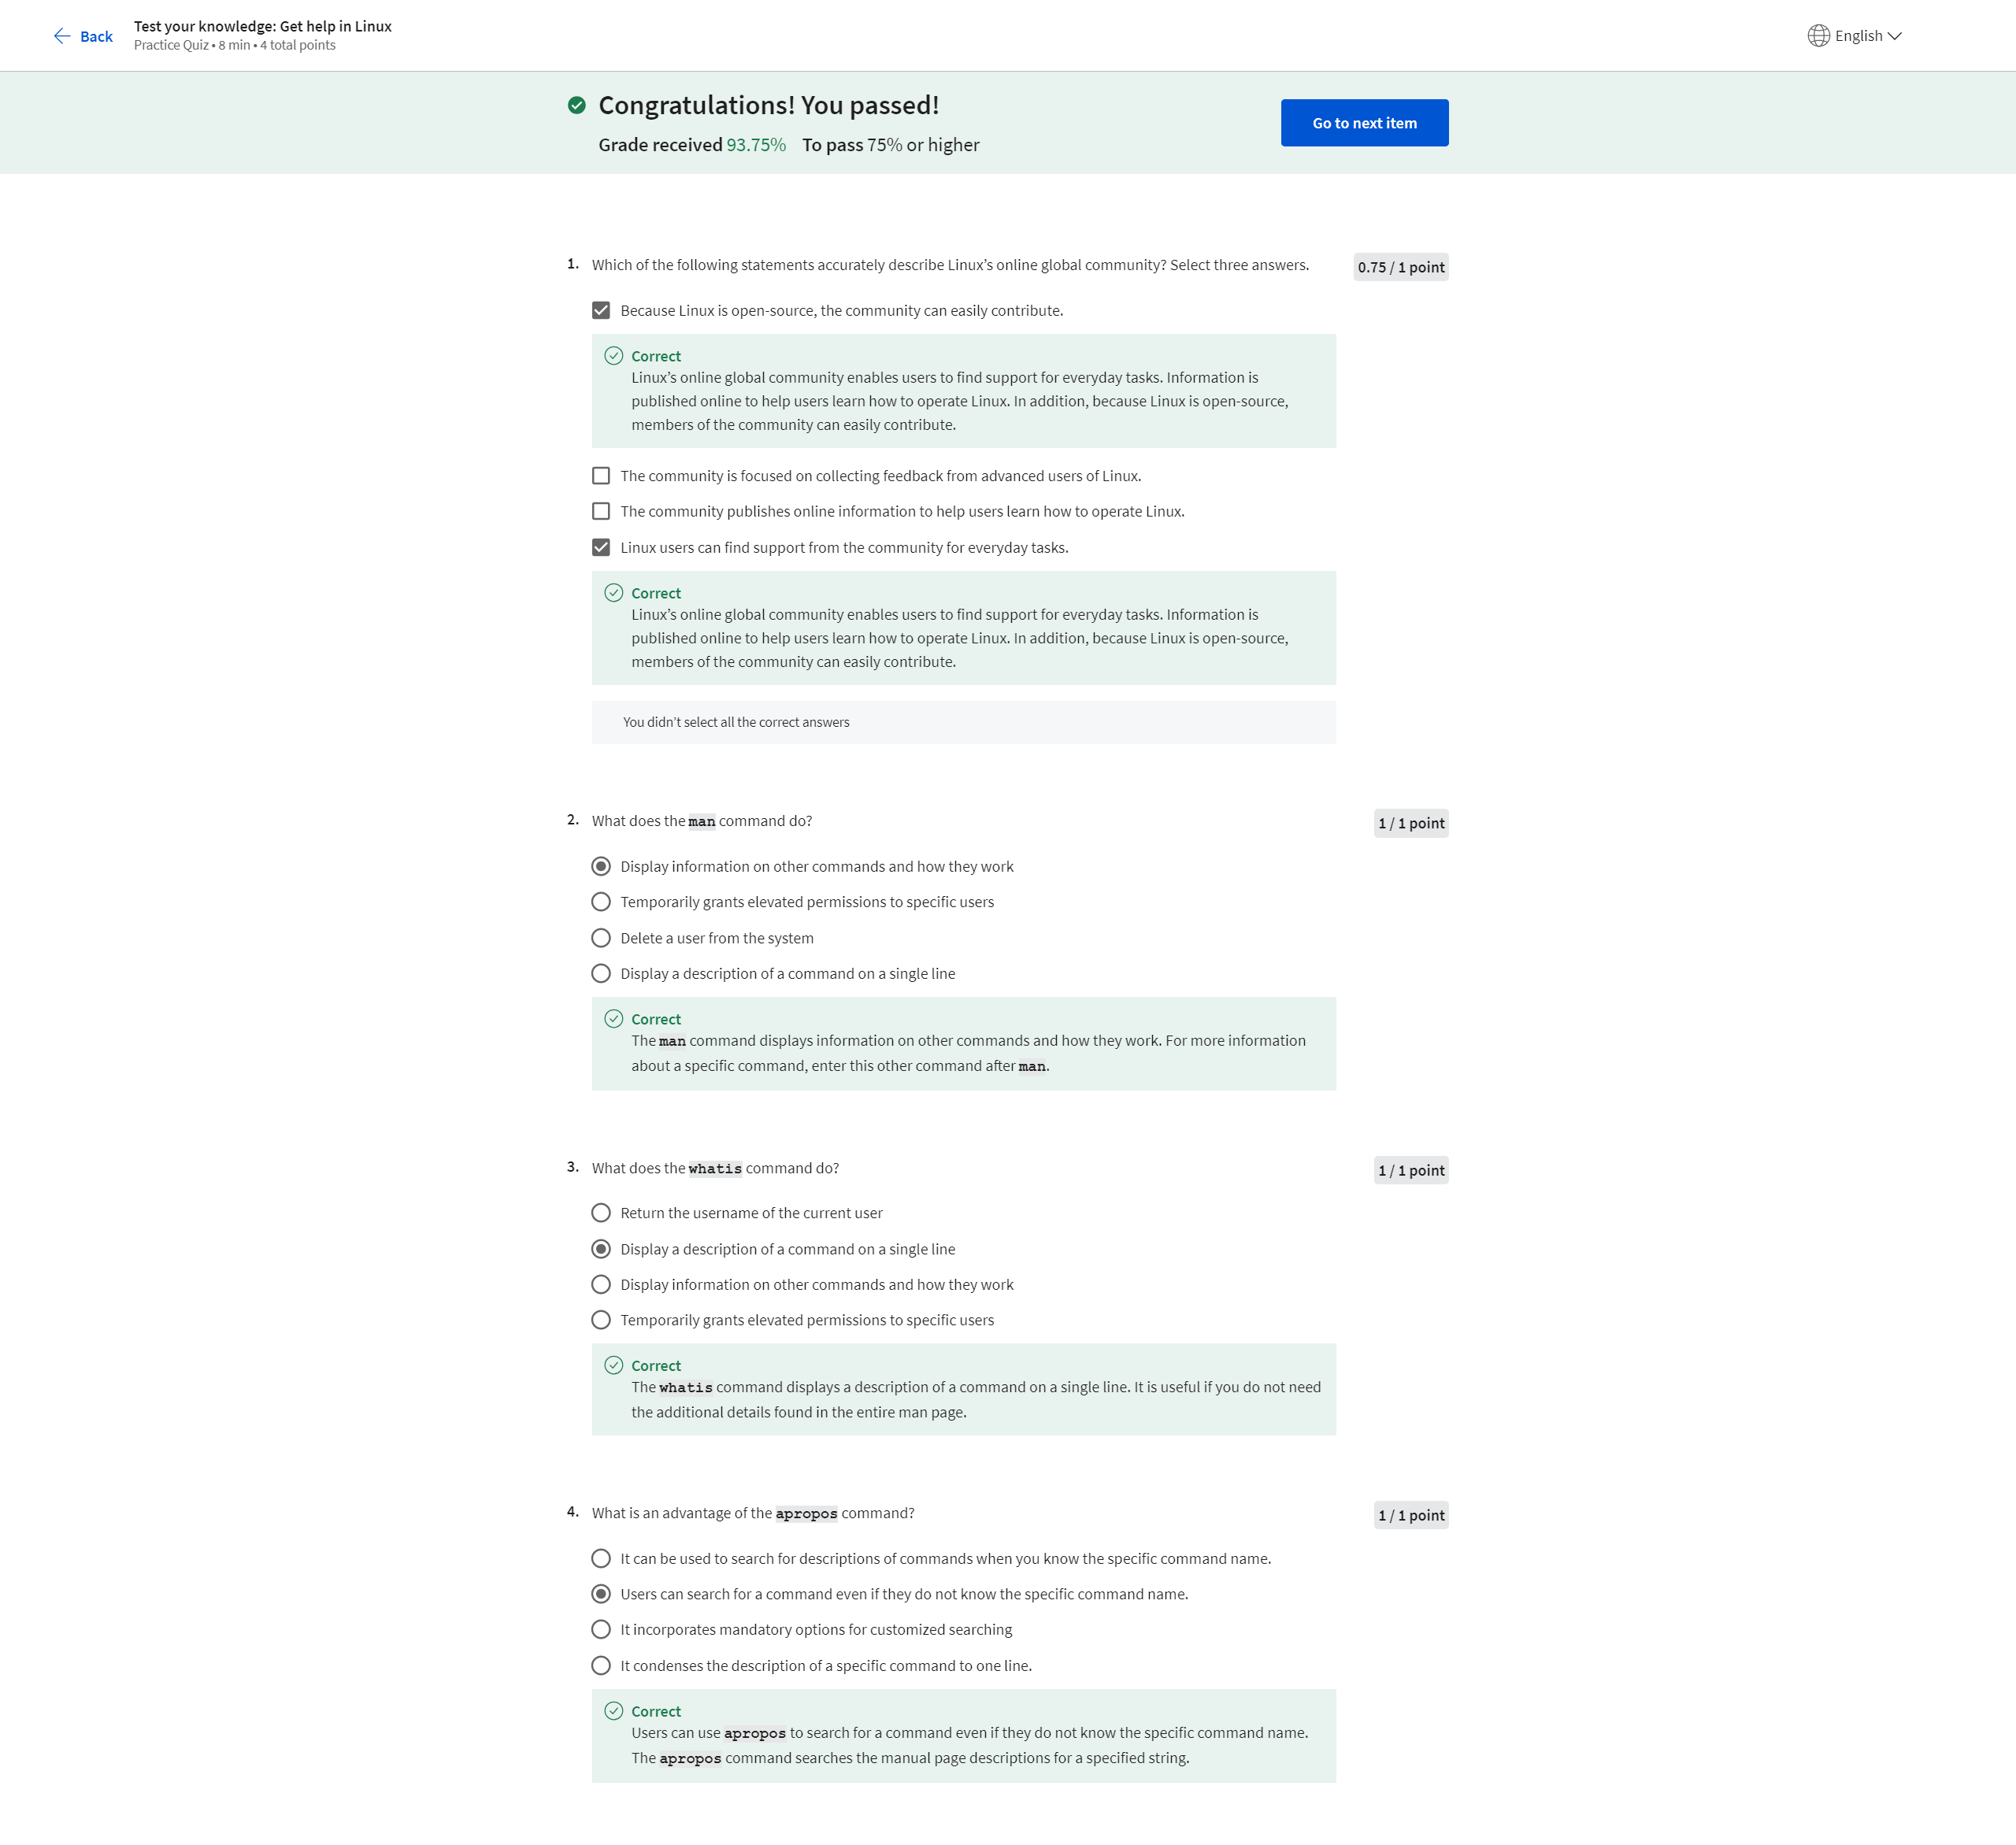 Back
Test your knowledge: Get help in Linux
Practice Quiz • 8 min • 4 total points
English
Congratulations! You passed!
Grade received 93.75% To pass 75% or higher
Go to next item
1. Which of the following statements accurately describe Linux’s online global community? Select three answers.
0.75 / 1 point
Because Linux is open-source, the community can easily contribute.
Correct
Linux’s online global community enables users to find support for everyday tasks. Information is
published online to help users learn how to operate Linux. In addition, because Linux is open-source,
members of the community can easily contribute.
The community is focused on collecting feedback from advanced users of Linux.
The community publishes online information to help users learn how to operate Linux.
Linux users can find support from the community for everyday tasks.
Correct
Linux’s online global community enables users to find support for everyday tasks. Information is
published online to help users learn how to operate Linux. In addition, because Linux is open-source,
members of the community can easily contribute.
You didn’t select all the correct answers
2. What does the man command do?
1 / 1 point
Display information on other commands and how they work
Temporarily grants elevated permissions to specific users
Delete a user from the system
Display a description of a command on a single line
Correct
The man command displays information on other commands and how they work. For more information
about a specific command, enter this other command after man.
3. What does the whatis command do?
1 / 1 point
Return the username of the current user
Display a description of a command on a single line
Display information on other commands and how they work
Temporarily grants elevated permissions to specific users
Correct
The whatis command displays a description of a command on a single line. It is useful if you do not need
the additional details found in the entire man page.
4. What is an advantage of the apropos command?
1 / 1 point
It can be used to search for descriptions of commands when you know the specific command name.
Users can search for a command even if they do not know the specific command name.
It incorporates mandatory options for customized searching
It condenses the description of a specific command to one line.
Correct
Users can use apropos to search for a command even if they do not know the specific command name.
The apropos command searches the manual page descriptions for a specified string.